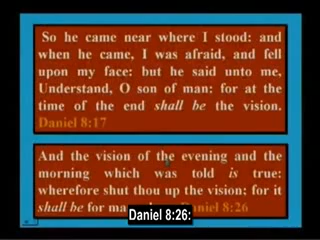 So he came near where I stood: and
when he came, I was afraid, and fell
upon my face: but he said unto me,
Understand, O son of man: for at the
time of the end shall be the vision.
Daniel 8:17
And the vision of the evening and the
morning which was told is true:
wherefore shut thou up the vision; for it
shall be for ma Daniel 8:26
Daniel 8:26: